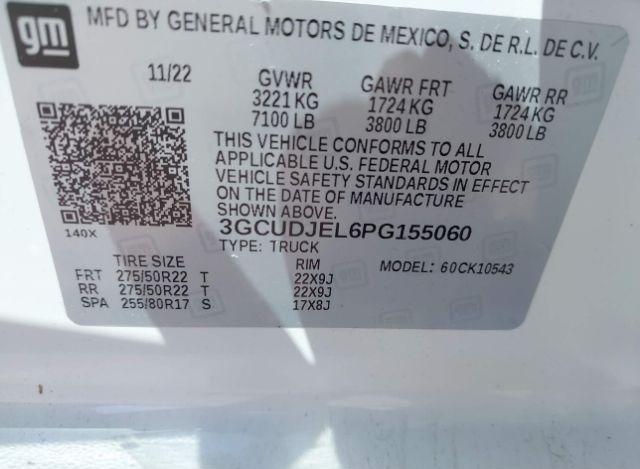 gm
MFD BY GENERAL MOTORS DE MEXICO, S. DE R.L. DE C.V.
11/22 GVWR GAWR FRT GAWR RR
3221 KG 1724 KG 1724 KG
7100 LB 3800 LB 3800 LB
THIS VEHICLE CONFORMS TO ALL
APPLICABLE U.S. FEDERAL MOTOR
VEHICLE SAFETY STANDARDS IN EFFECT
ON THE DATE OF MANUFACTURE
SHOWN ABOVE.
140X 3GCUDJEL6PG155060
TYPE: TRUCK
TIRE SIZE RIM MODEL: 60CK10543
FRT 275/50R22 T 22X9J
RR 275/50R22 T 22X9J
SPA 255/80R17 S 17X8J